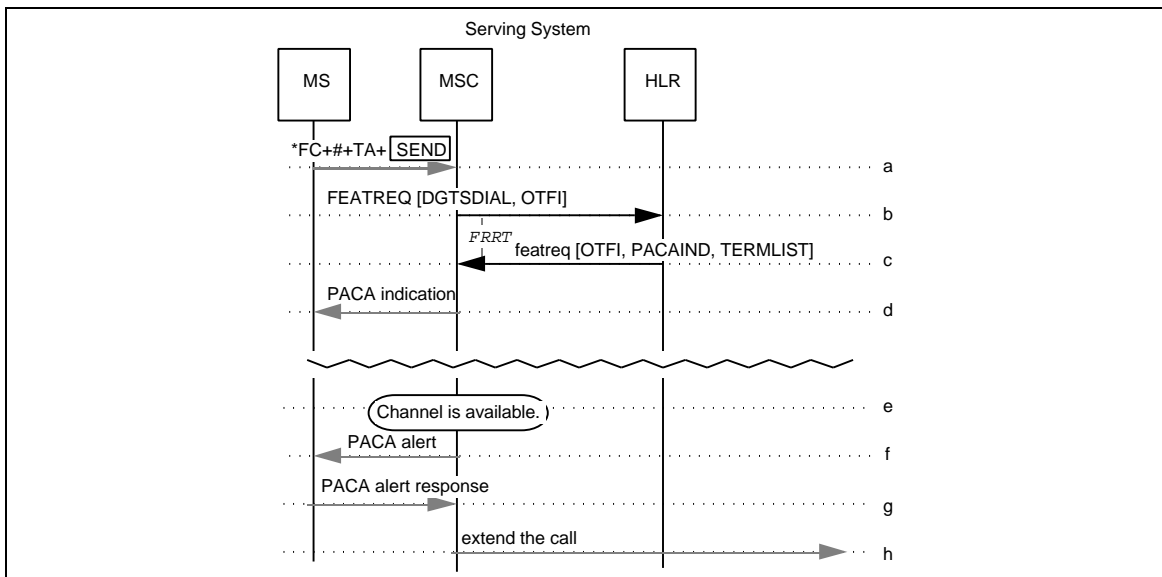 Serving System
MS
MSC
HLR
*FC+#+TA+ SEND
a
FEATREQ [DGTSDIAL, OTFI]
b
FRRT
featreq [OTFI, PACAIND, TERMLIST]
c
PACA indication
d
Channel is available.
e
PACA alert
f
PACA alert response
g
extend the call
h